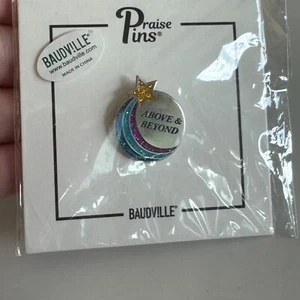 Praise
Pins®
BAUDVILLE®
www.baudville.com
MADE IN CHINA
ABOVE &
BEYOND
BAUDVILLE®